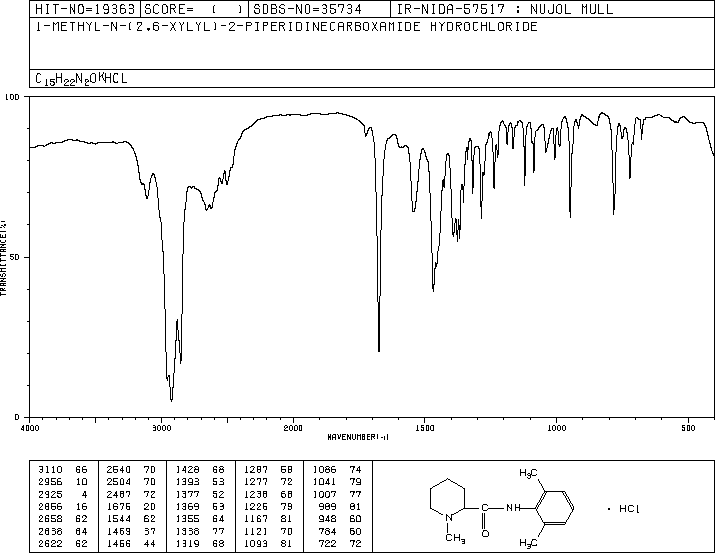 HIT-NO=19363 SCORE= ( ) SDBS-NO=35734 IR-NIDA-57517 : NUJOL MULL
1-METHYL-N-(2,6-XYLYL)-2-PIPERIDINECARBOXAMIDE HYDROCHLORIDE
C15H22N2O*HCL
100
50
0
TRANSMITTANCE(%)
4000 3000 2000 1500 1000 500
WAVENUMBER(-1)
3110 66 2540 70 1428 68 1287 58 1086 74
2956 10 2504 70 1393 53 1277 72 1041 79
2925 4 2487 72 1377 52 1238 68 1007 77
2866 16 1676 20 1369 53 1226 79 989 81
2658 62 1544 62 1355 64 1167 81 948 60
2638 64 1469 37 1338 77 1121 70 784 60
2622 62 1456 44 1319 68 1093 81 722 72
H3C
N
CH3
C
O
NH
H3C
· HCl